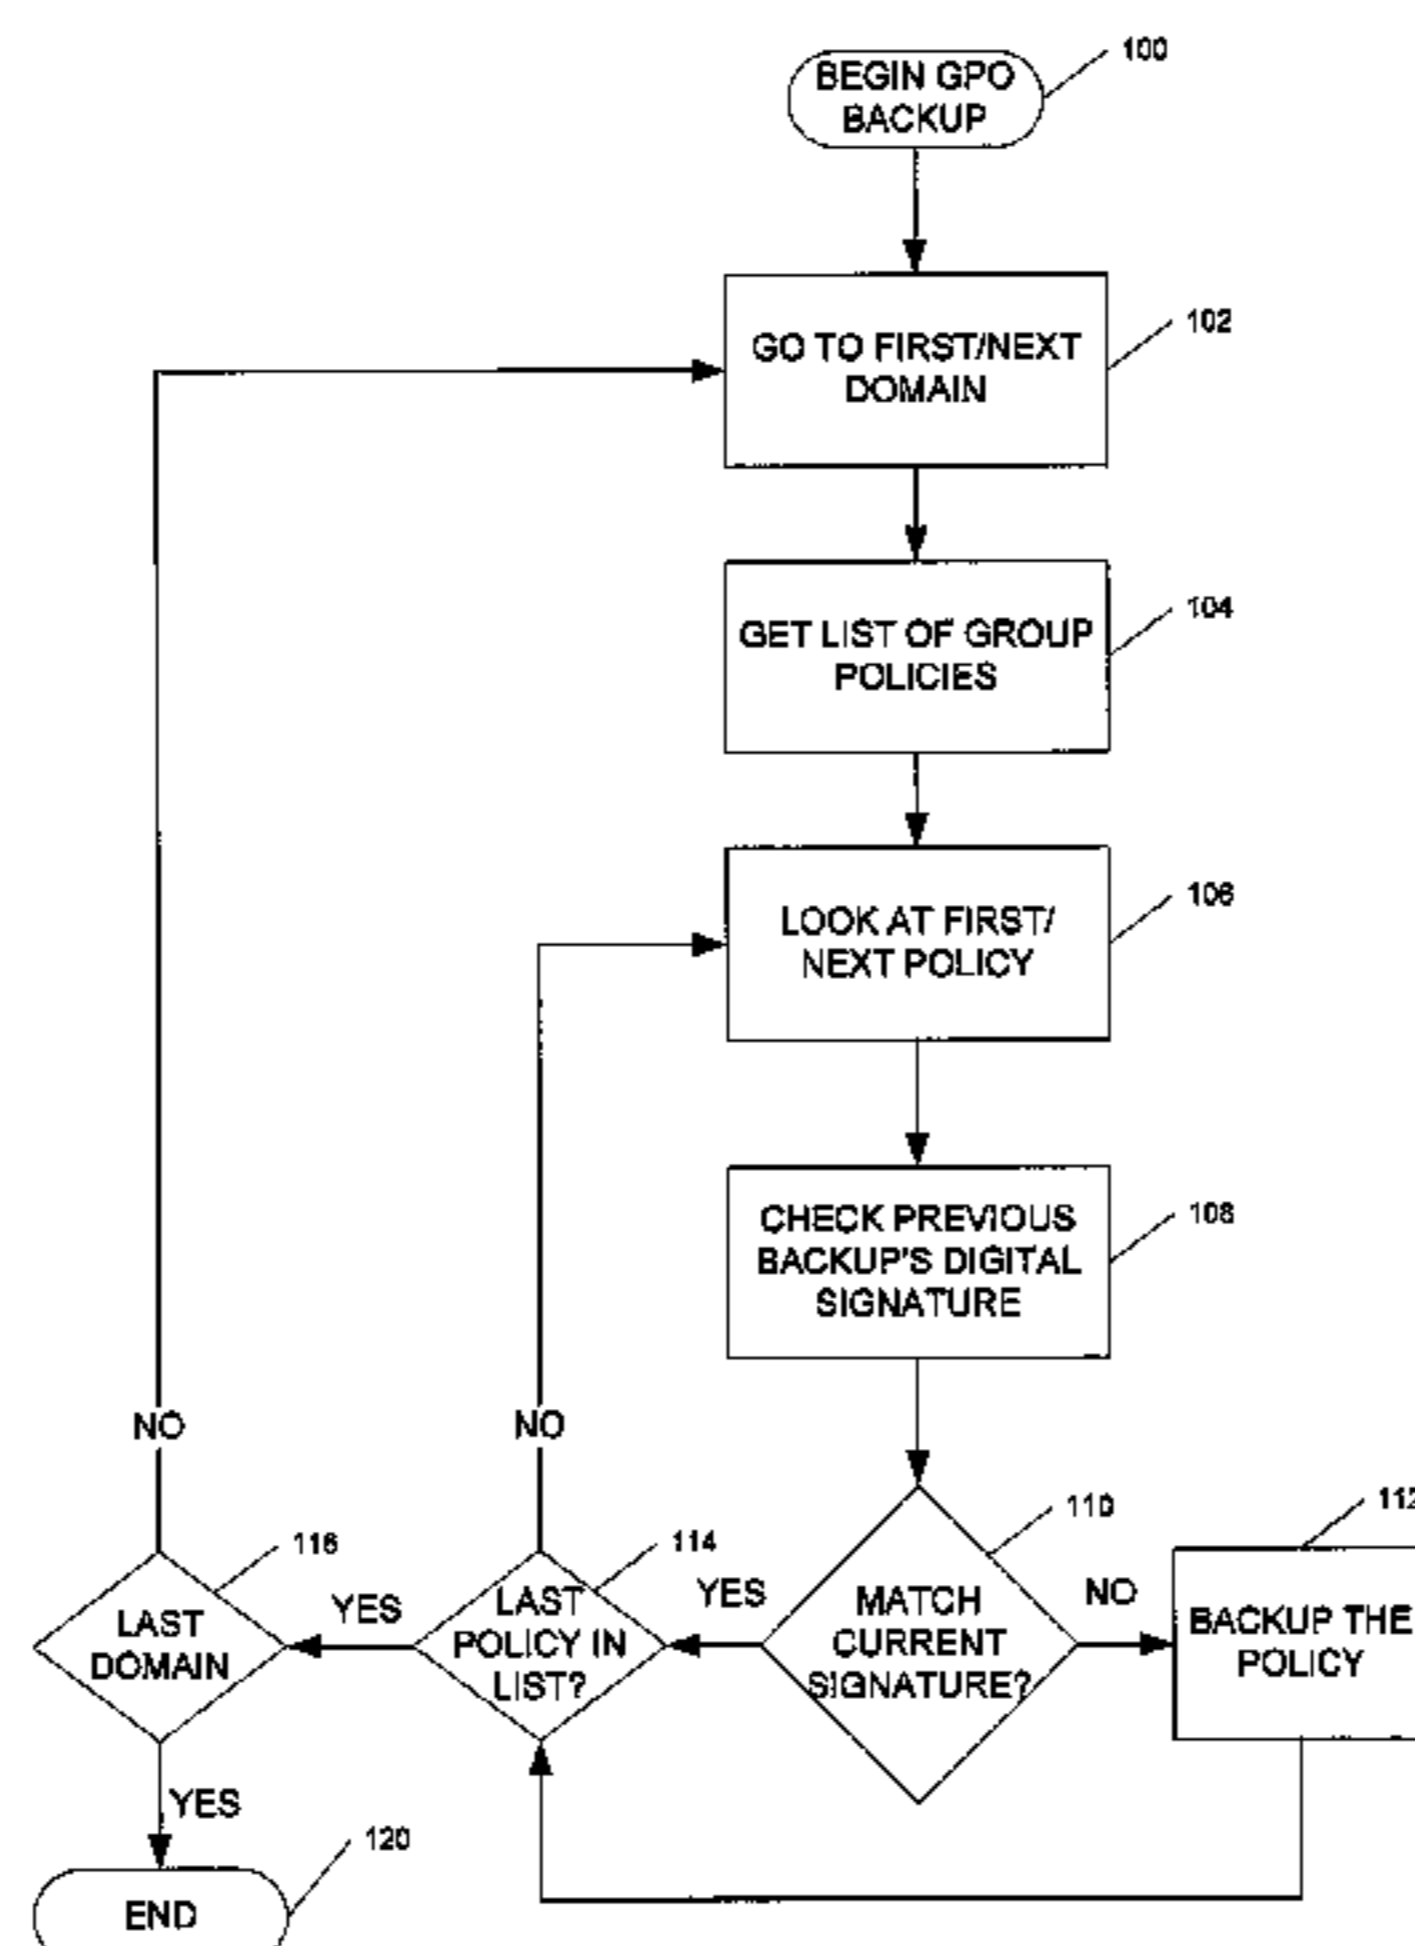 100
BEGIN GPO
BACKUP
102
GO TO FIRST/NEXT
DOMAIN
104
GET LIST OF GROUP
POLICIES
106
LOOK AT FIRST/
NEXT POLICY
108
CHECK PREVIOUS
BACKUP'S DIGITAL
SIGNATURE
NO
NO
110
112
116
114
LAST
DOMAIN
YES
LAST
POLICY IN
LIST?
YES
MATCH
CURRENT
SIGNATURE?
NO
BACKUP THE
POLICY
YES
120
END